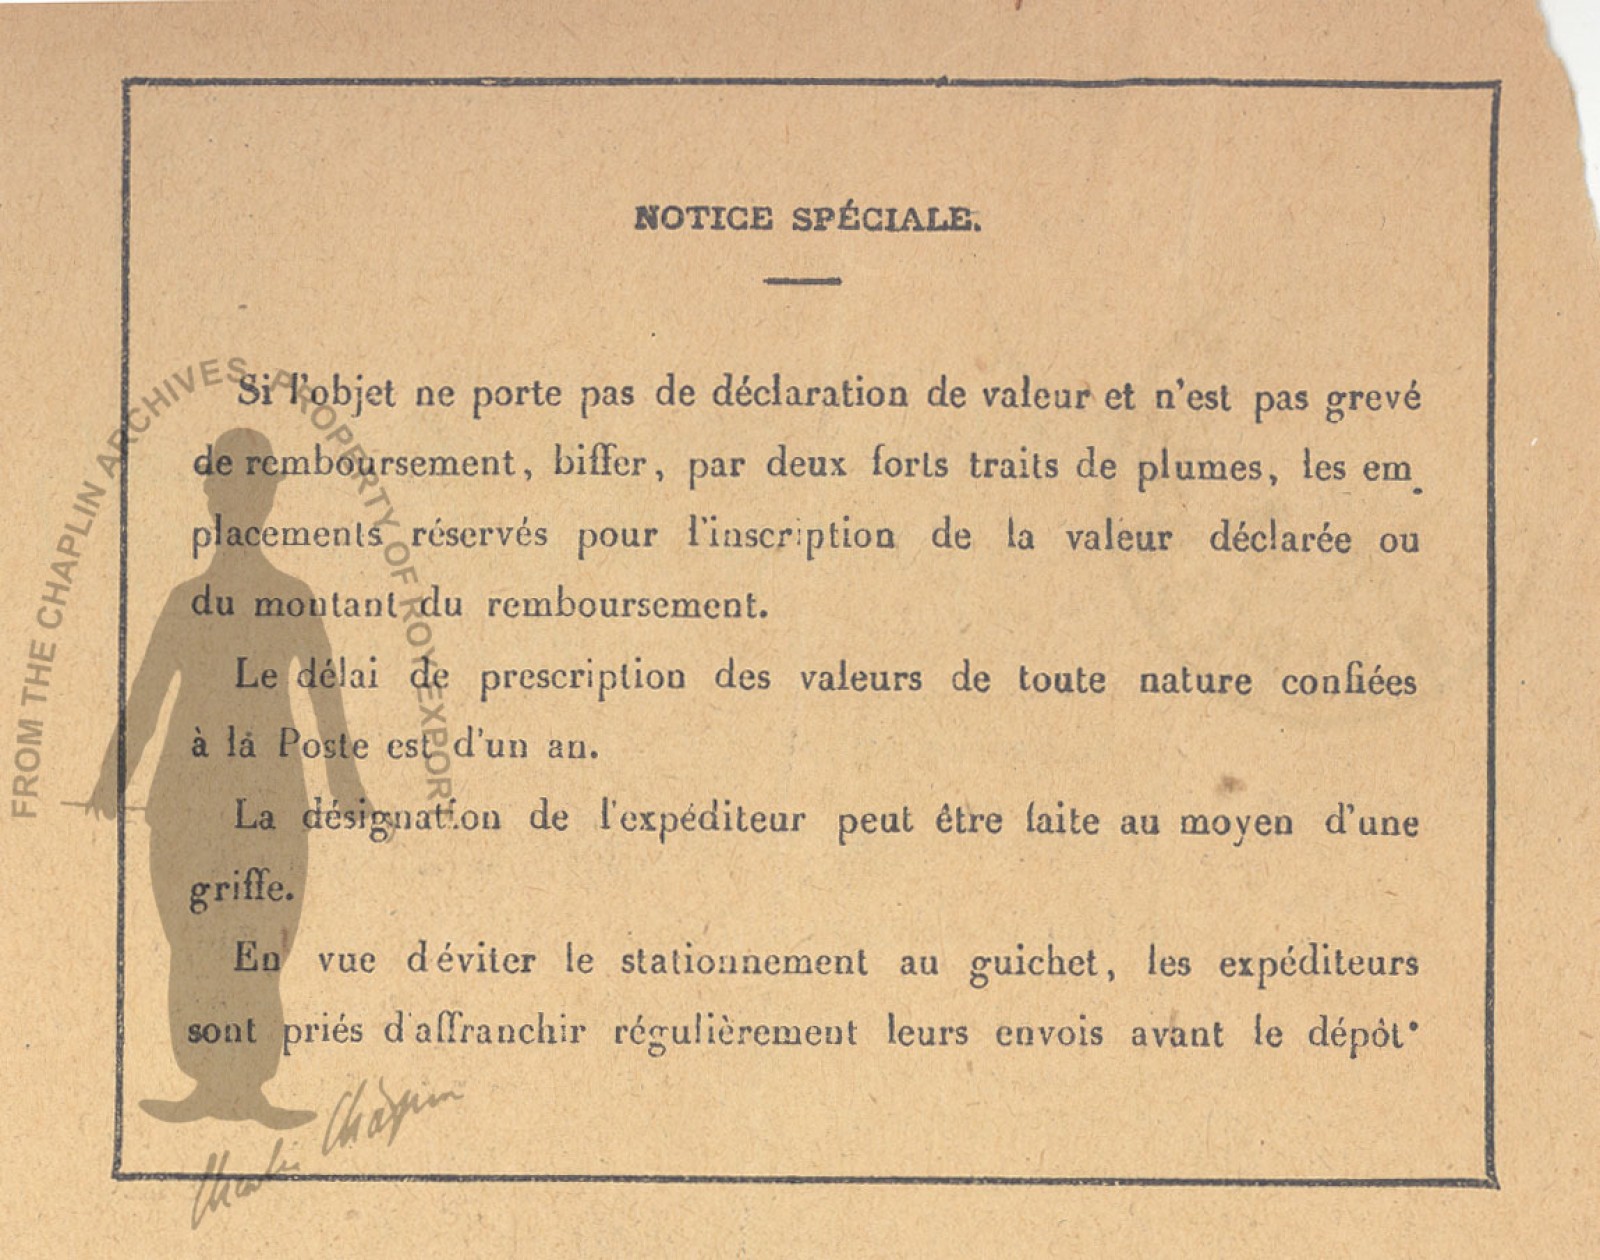 NOTICE SPÉCIALE.
Si l'objet ne porte pas de déclaration de valeur et n'est pas grevé
de remboursement, biffer, par deux forts traits de plumes, les em
placements réservés pour l'inscription de la valeur déclarée ou
du montant du remboursement.
Le délai de prescription des valeurs de toute nature confiées
à la Poste est d'un an.
La désignation de l'expéditeur peut être faite au moyen d'une
griffe.
En vue d'éviter le stationnement au guichet, les expéditeurs
sont priés d'affranchir régulièrement leurs envois avant le dépôt.
FROM THE CHAPLIN ARCHIVES, PROPERTY OF ROY EXPORT
Charlie Chaplin